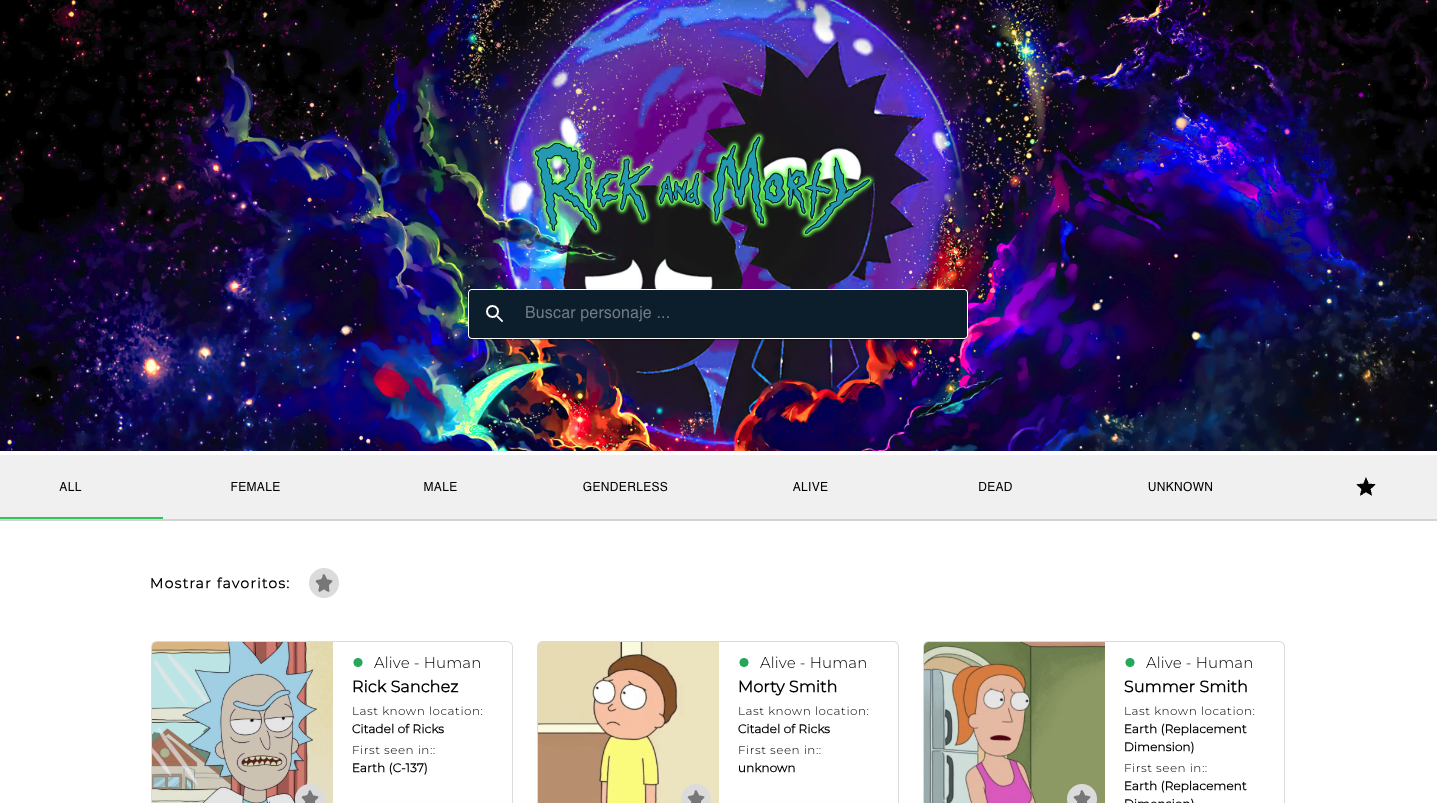 Rick and Morty
Buscar personaje ...
ALL FEMALE MALE GENDERLESS ALIVE DEAD UNKNOWN
Mostrar favoritos:
Alive - Human
Rick Sanchez
Last known location:
Citadel of Ricks
First seen in::
Earth (C-137)
Alive - Human
Morty Smith
Last known location:
Citadel of Ricks
First seen in::
unknown
Alive - Human
Summer Smith
Last known location:
Earth (Replacement
Dimension)
First seen in::
Earth (Replacement
Dimension)